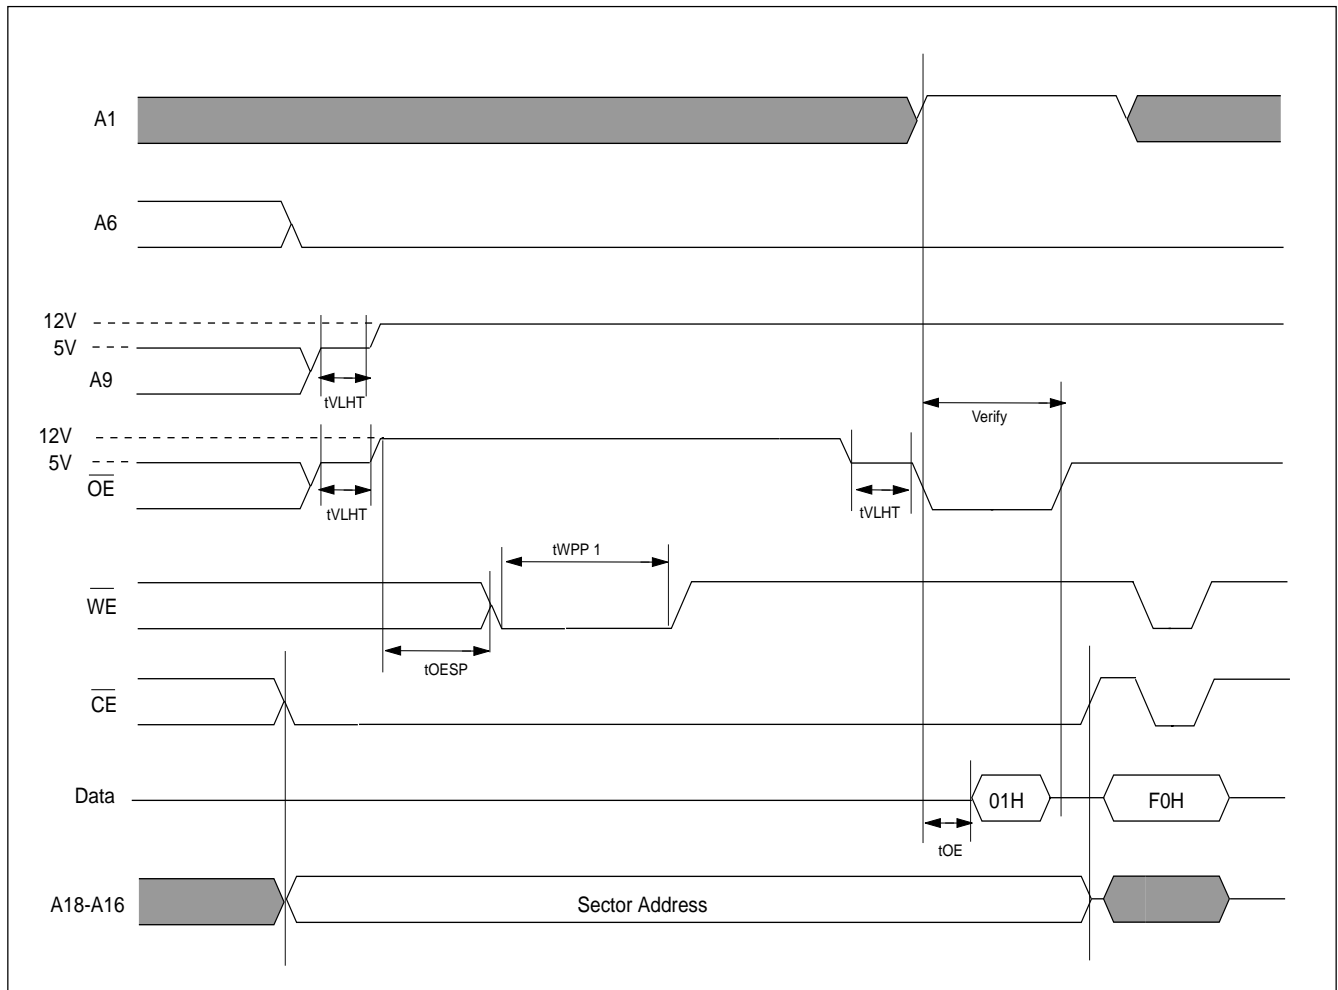 A1
A6
12V
5V
A9
tVLHT
Verify
12V
5V
OE
tVLHT
tVLHT
tWPP 1
WE
tOESP
CE
Data
01H
F0H
tOE
A18-A16
Sector Address